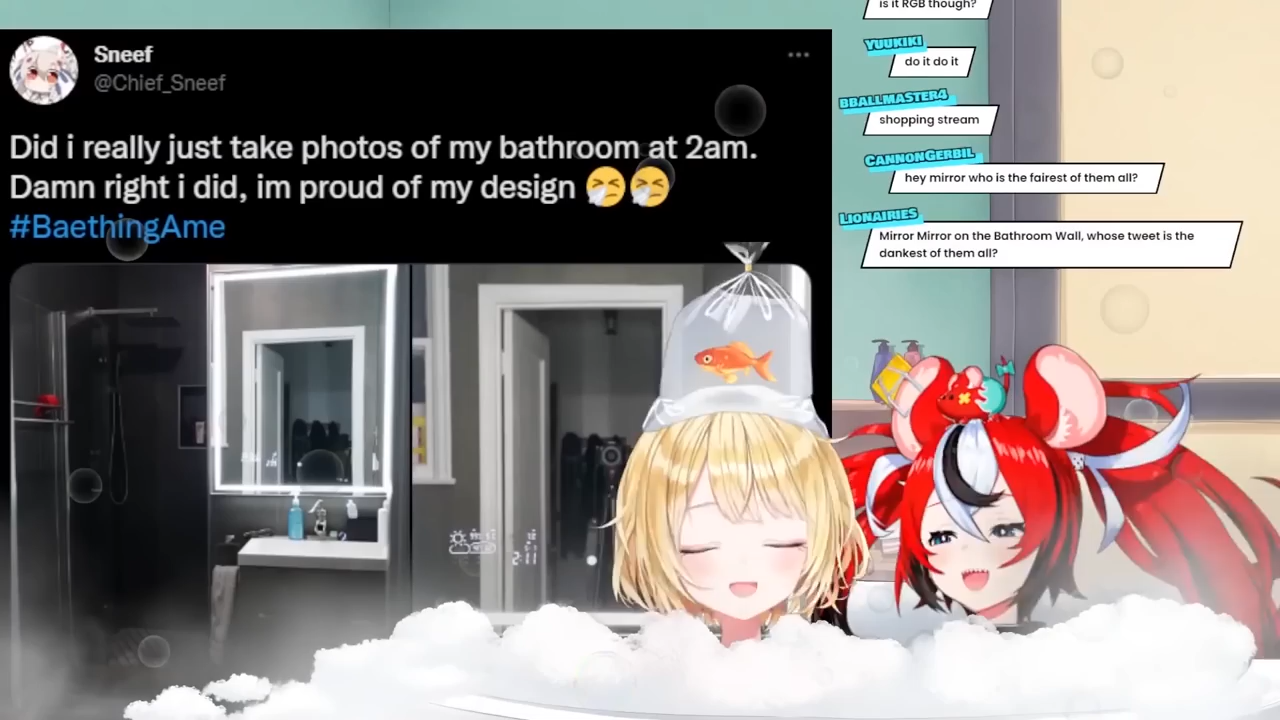 Sneef
@Chief_Sneef
Did i really just take photos of my bathroom at 2am.
Damn right i did, im proud of my design 🤧🤧
#BaethingAme
is it RGB though?
YUUKIKI
do it do it
BBALLMASTER4
shopping stream
CANNONGERBIL
hey mirror who is the fairest of them all?
LIONAIRIES
Mirror Mirror on the Bathroom Wall, whose tweet is the
dankest of them all?